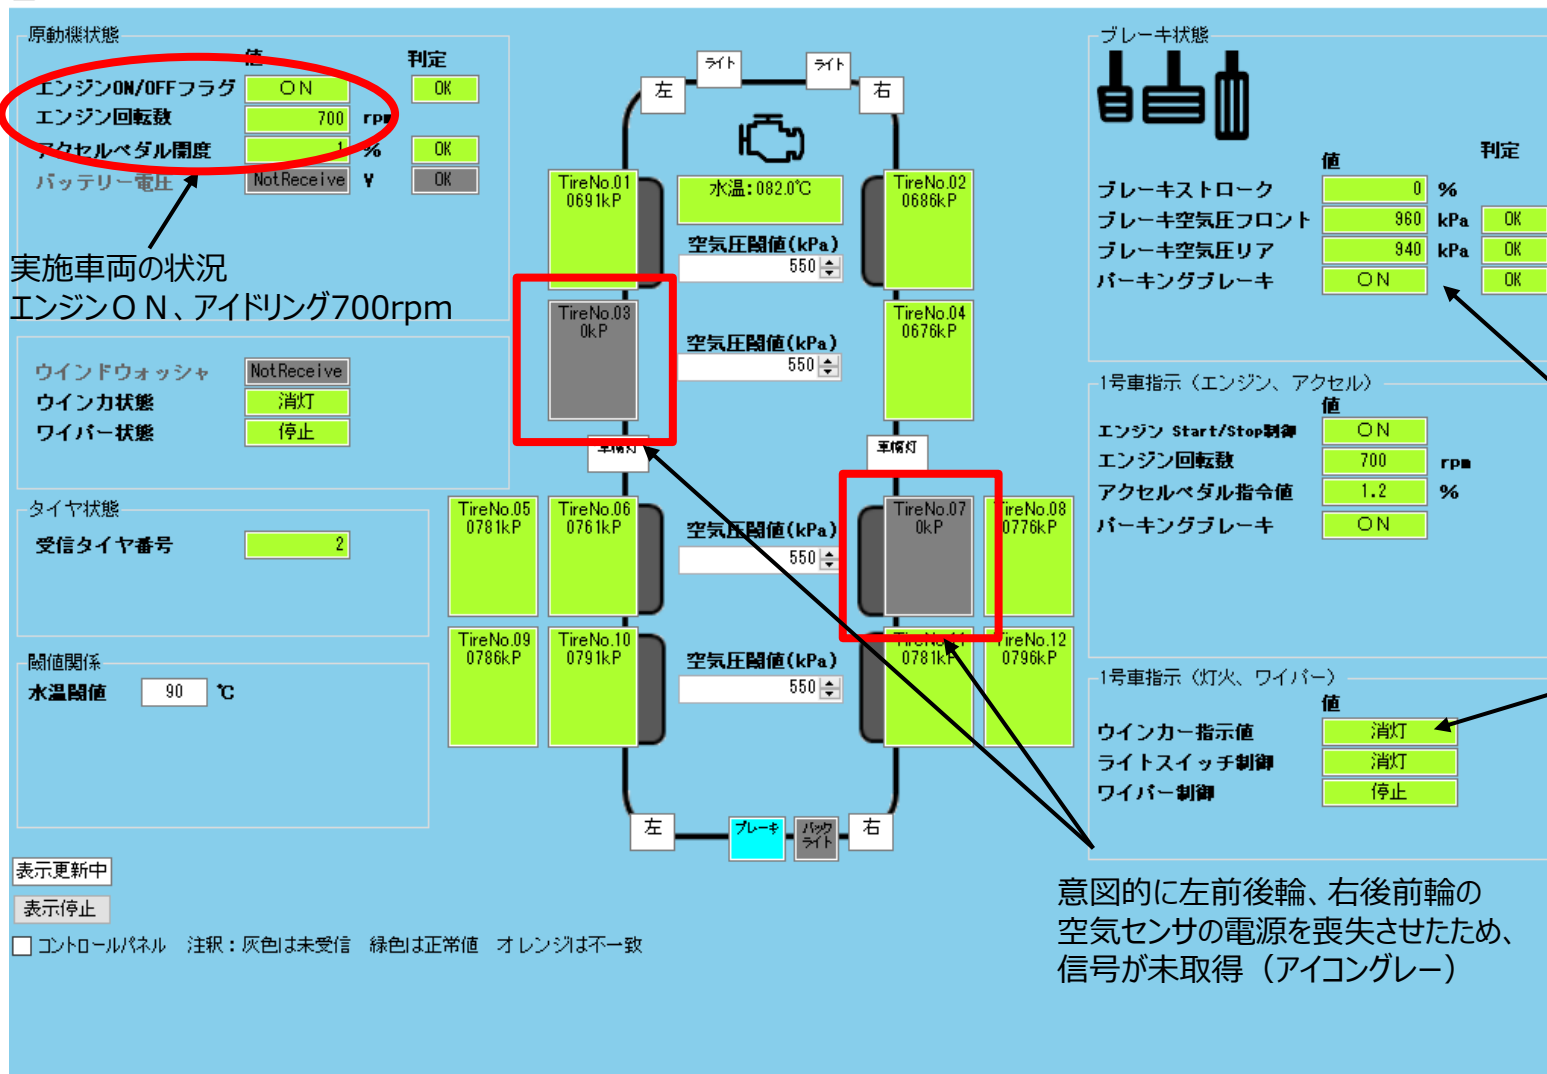 原動機状態
値 判定
エンジンON/OFFフラグ ON OK
エンジン回転数 700 rpm
アクセルペダル開度 1 % OK
バッテリー電圧 NotReceive V OK
実施車両の状況
エンジンON、アイドリング700rpm
ウインドウォッシャ NotReceive
ウインカ状態 消灯
ワイパー状態 停止
タイヤ状態
受信タイヤ番号 2
閾値関係
水温閾値 90 ℃
表示更新中
表示停止
コントロールパネル 注釈：灰色は未受信 緑色は正常値 オレンジは不一致
ライト ライト
左 右
水温:082.0℃
TireNo.01
0691kP
TireNo.02
0686kP
空気圧閾値(kPa)
550
TireNo.03
0kP
TireNo.04
0676kP
空気圧閾値(kPa)
550
車幅灯 車幅灯
TireNo.05
0781kP
TireNo.06
0761kP
空気圧閾値(kPa)
550
TireNo.07
0kP
TireNo.08
0776kP
TireNo.09
0786kP
TireNo.10
0791kP
空気圧閾値(kPa)
550
TireNo.11
0781kP
TireNo.12
0796kP
左 ブレーキ バック
ライト 右
ブレーキ状態
値 判定
ブレーキストローク 0 %
ブレーキ空気圧フロント 960 kPa OK
ブレーキ空気圧リア 940 kPa OK
パーキングブレーキ ON OK
1号車指示（エンジン、アクセル）
値
エンジン Start/Stop制御 ON
エンジン回転数 700 rpm
アクセルペダル指令値 1.2 %
パーキングブレーキ ON
1号車指示（灯火、ワイパー）
値
ウインカー指示値 消灯
ライトスイッチ制御 消灯
ワイパー制御 停止
意図的に左前後輪、右後前輪の
空気センサの電源を喪失させたため、
信号が未取得（アイコングレー）